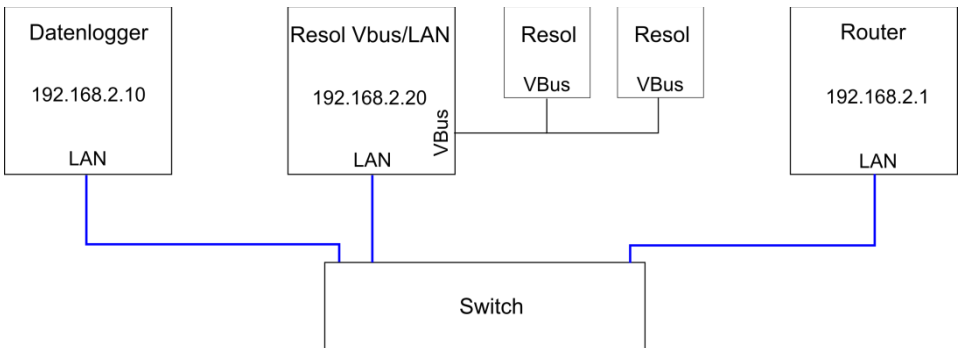 Datenlogger
192.168.2.10
LAN
Resol Vbus/LAN
192.168.2.20
VBus
LAN
Resol
VBus
Resol
VBus
Router
192.168.2.1
LAN
Switch